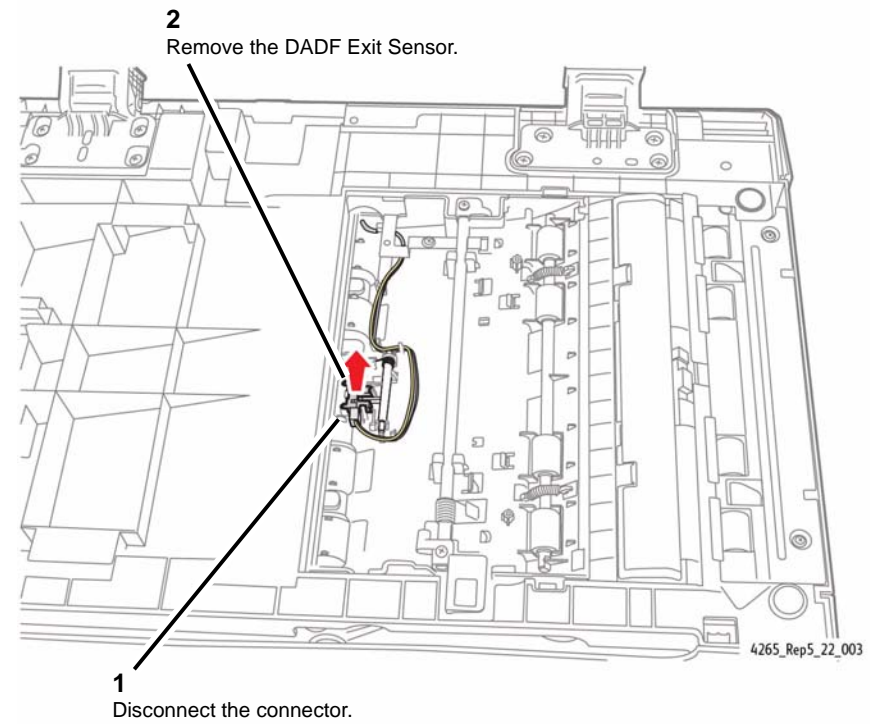 2
Remove the DADF Exit Sensor.
4265_Rep5_22_003
1
Disconnect the connector.